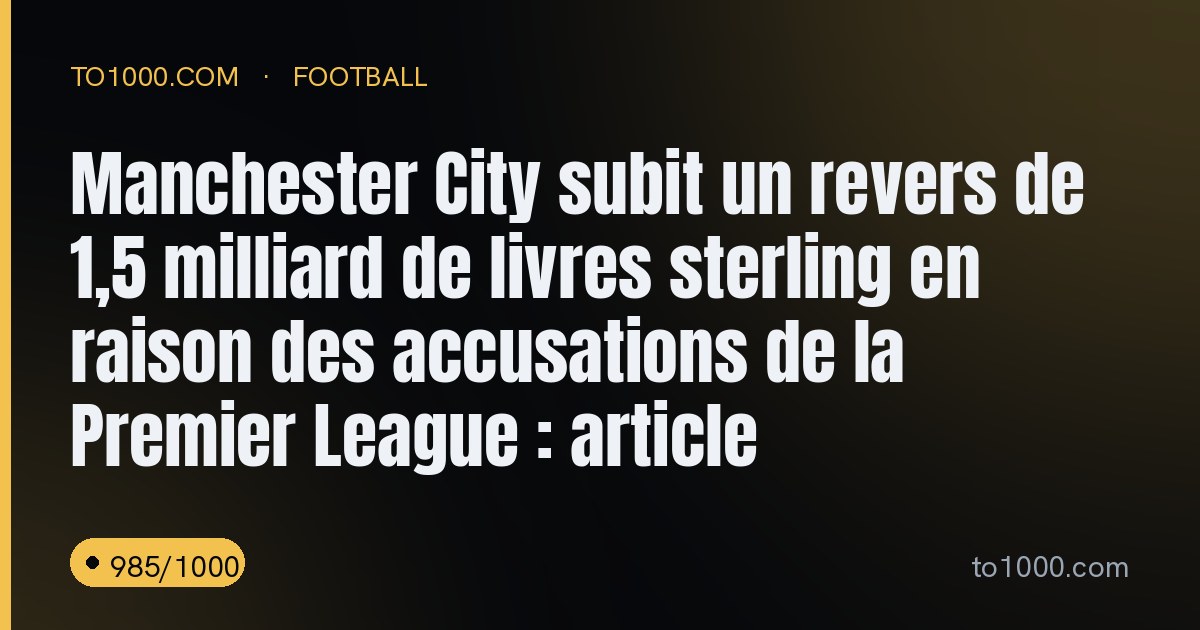 TO1000.COM · FOOTBALL
Manchester City subit un revers de
1,5 milliard de livres sterling en
raison des accusations de la
Premier League : article
985/1000
to1000.com